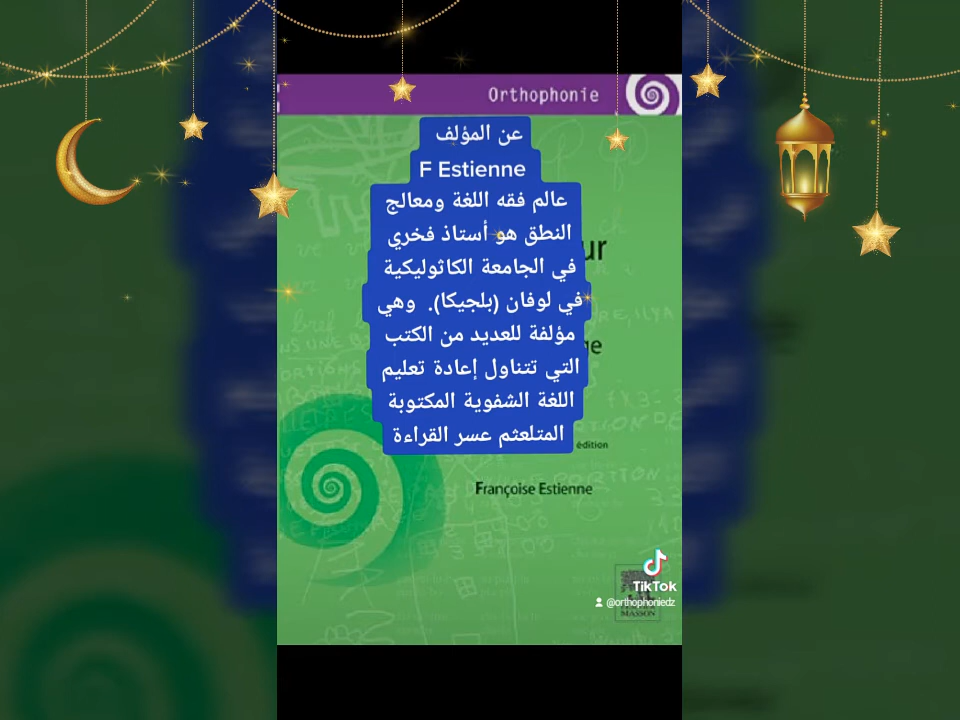 Orthophonie
عن المؤلف
F Estienne
عالم فقه اللغة ومعالج
النطق هو أستاذ فخري
في الجامعة الكاثوليكية
في لوفان (بلجيكا). وهي
مؤلفة للعديد من الكتب
التي تتناول إعادة تعليم
اللغة الشفوية المكتوبة
المتلعثم عسر القراءة
édition
Françoise Estienne
TikTok
@orthophoniedz
MASSON